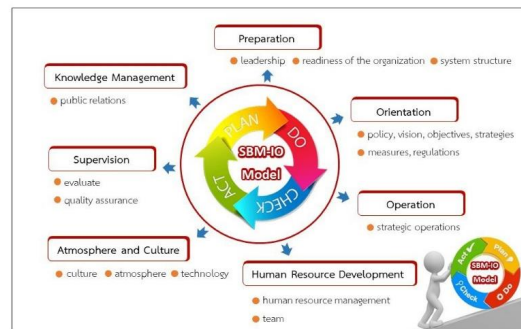 Preparation
leadership readiness of the organization system structure
Knowledge Management
public relations
Orientation
policy, vision, objectives, strategies
measures, regulations
Supervision
evaluate
quality assurance
PLAN
DO
CHECK
ACT
SBM-IO
Model
Operation
strategic operations
Atmosphere and Culture
culture atmosphere technology
Human Resource Development
human resource management
team
Act
Plan
Do
Check
SBM-IO
Model